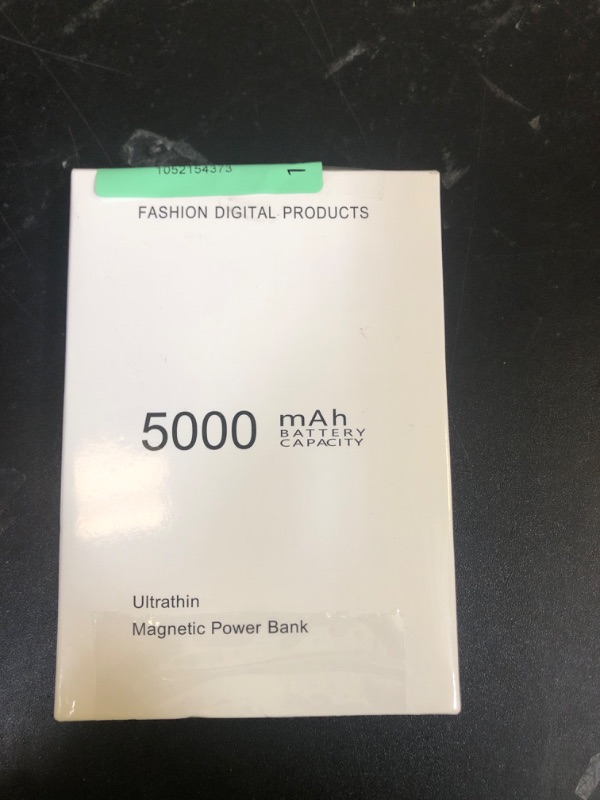 1052154373 1
FASHION DIGITAL PRODUCTS
5000 mAh
BATTERY
CAPACITY
Ultrathin
Magnetic Power Bank